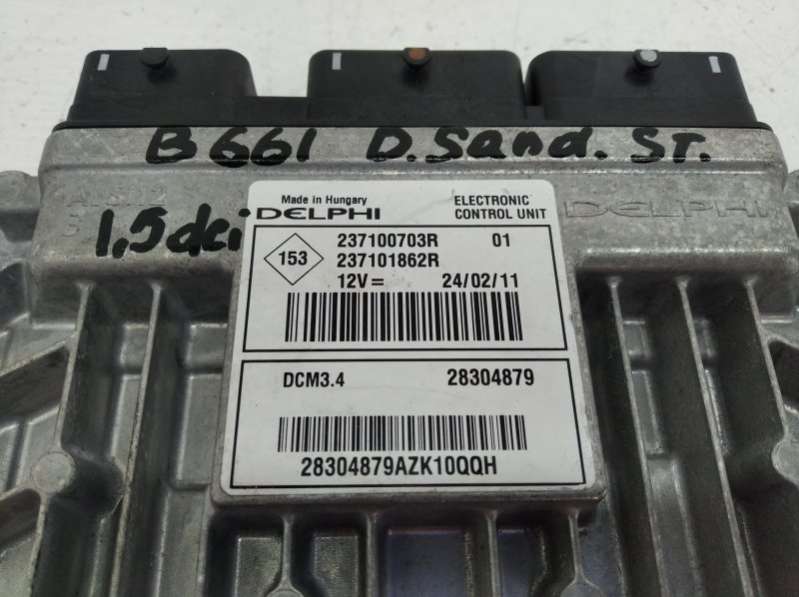 B661 D.Sand.St.
1,5dci
Made in Hungary
DELPHI
ELECTRONIC
CONTROL UNIT
DELPHI
153
237100703R 01
237101862R
12V= 24/02/11
DCM3.4 28304879
28304879AZK10QQH